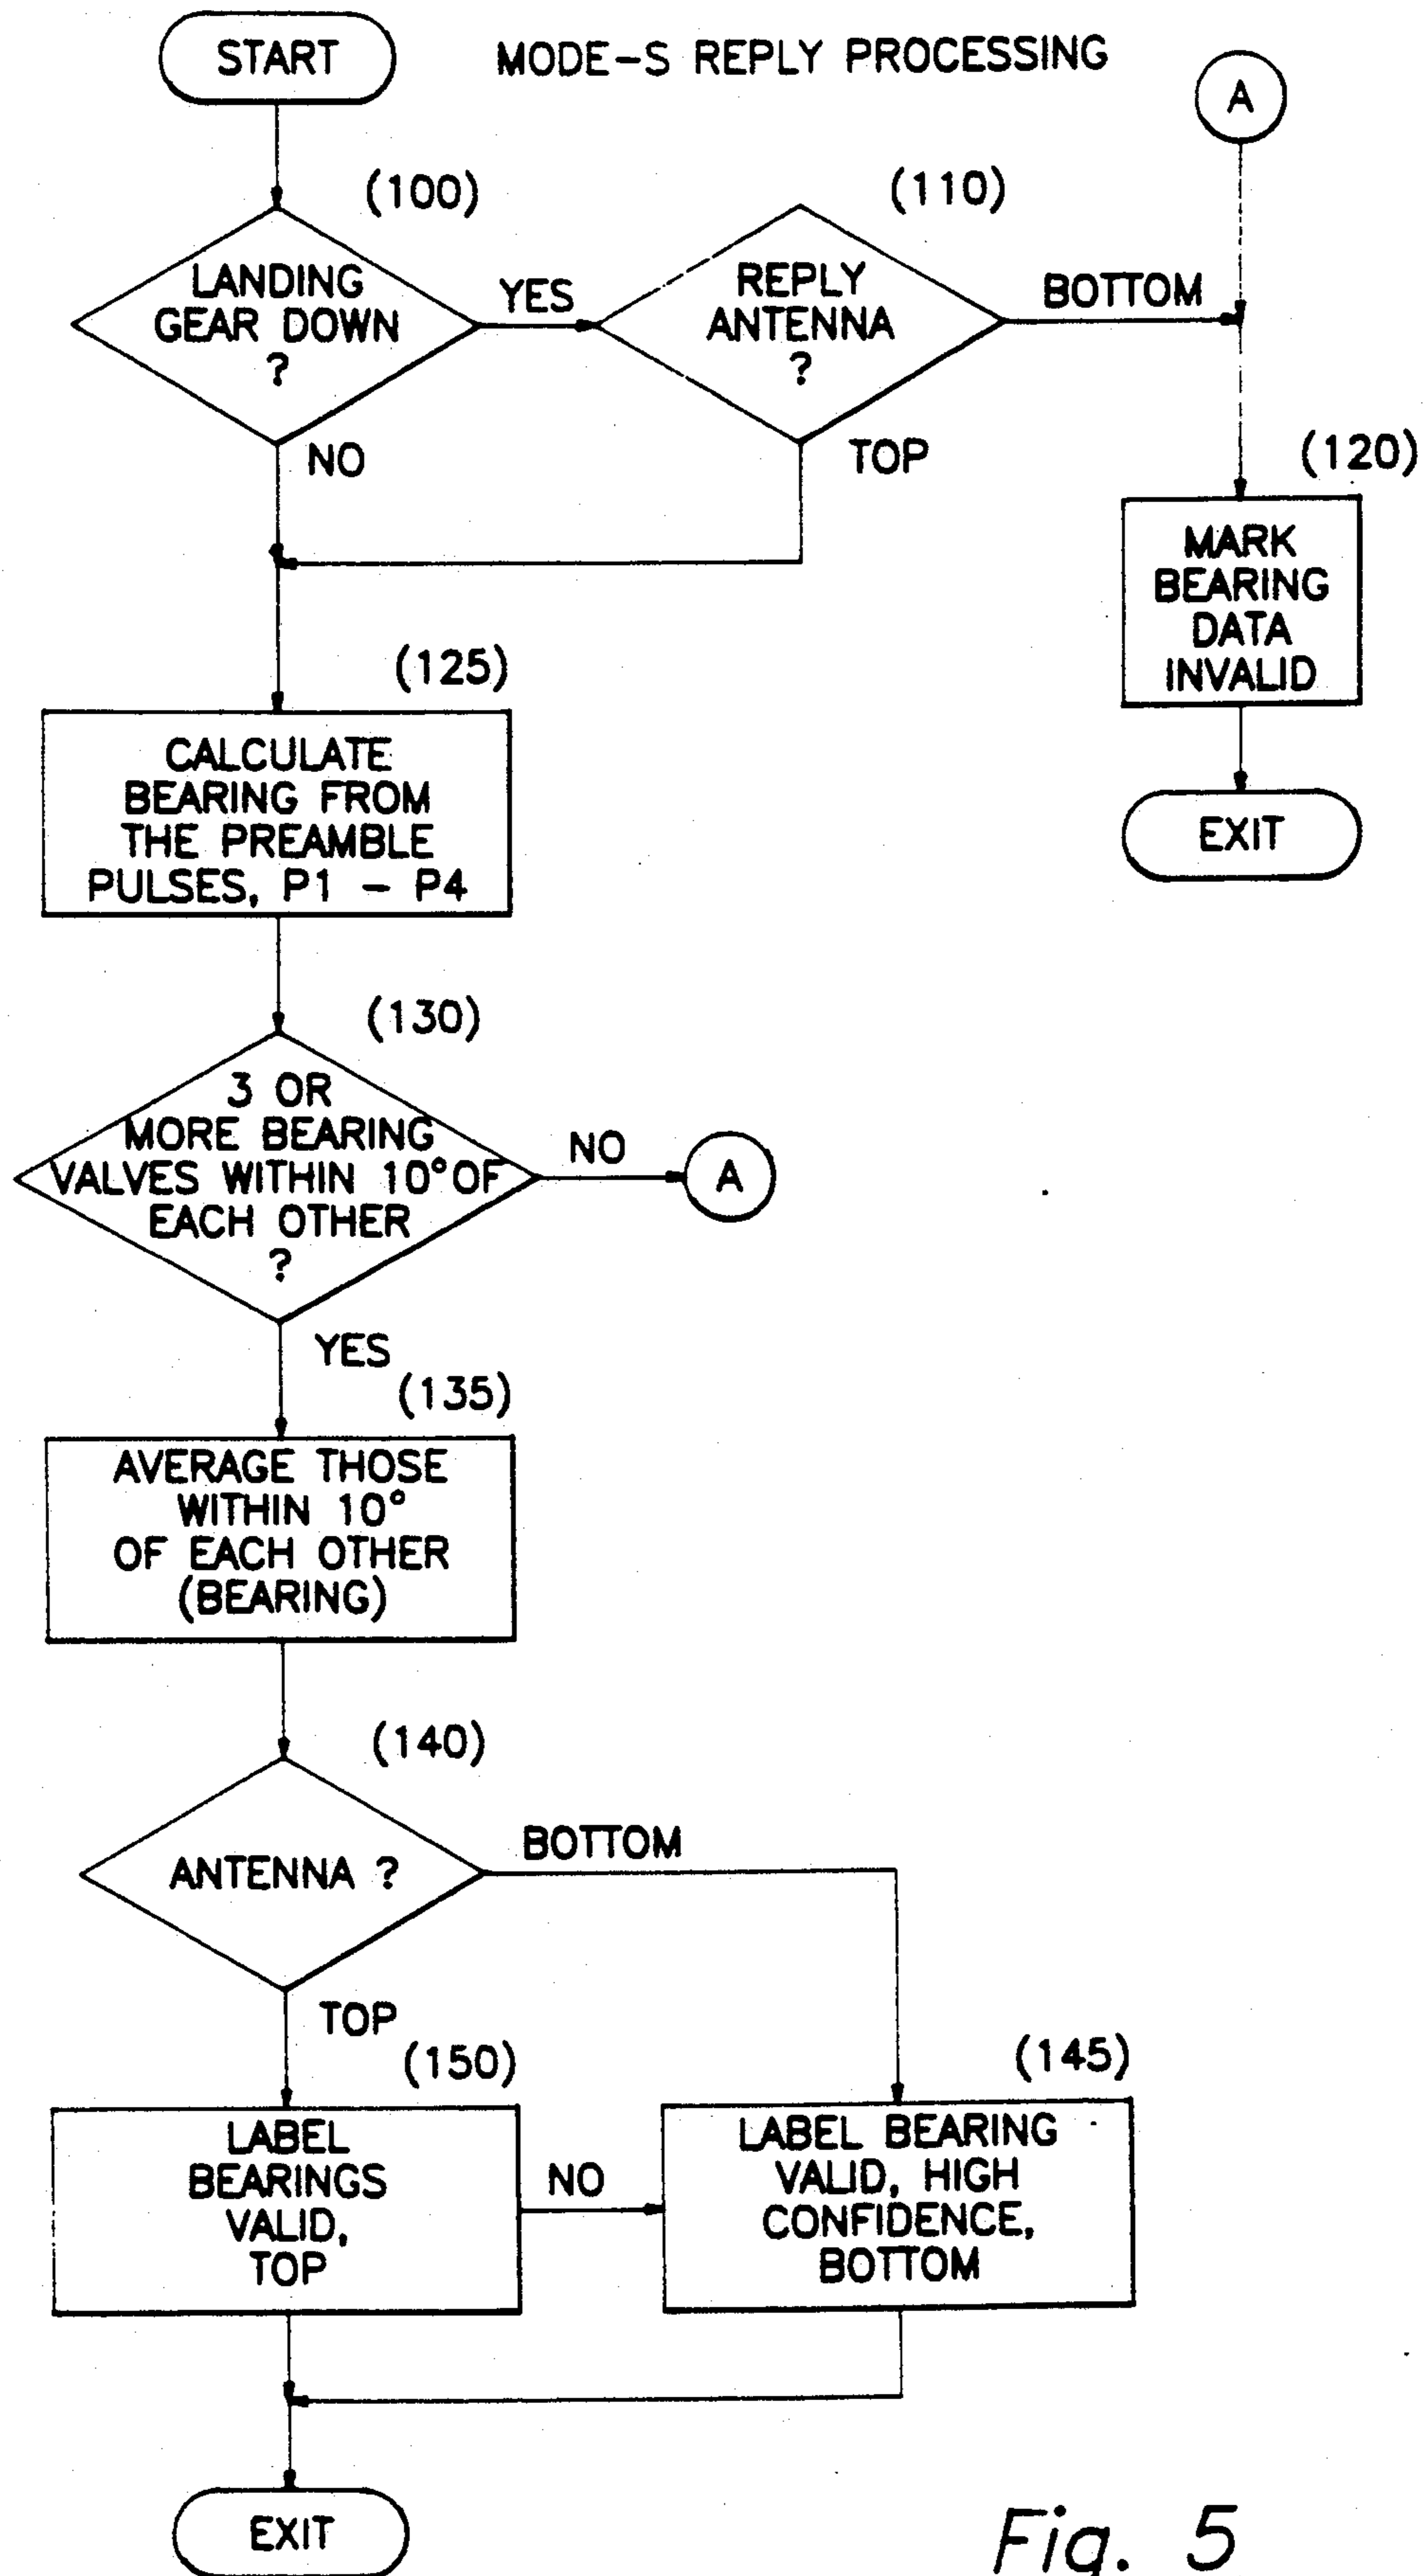 START
MODE-S REPLY PROCESSING
A
(100)
(110)
LANDING
GEAR DOWN
?
YES
REPLY
ANTENNA
?
BOTTOM
NO
TOP
(120)
MARK
BEARING
DATA
INVALID
EXIT
(125)
CALCULATE
BEARING FROM
THE PREAMBLE
PULSES, P1 - P4
(130)
3 OR
MORE BEARING
VALVES WITHIN 10° OF
EACH OTHER
?
NO
A
YES
(135)
AVERAGE THOSE
WITHIN 10°
OF EACH OTHER
(BEARING)
(140)
ANTENNA ?
BOTTOM
TOP
(150)
LABEL
BEARINGS
VALID,
TOP
NO
(145)
LABEL BEARING
VALID, HIGH
CONFIDENCE,
BOTTOM
EXIT
Fig. 5